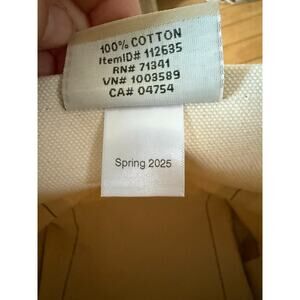 100% COTTON
ItemID# 112635
RN# 71341
VN# 1003589
CA# 04754
Spring 2025